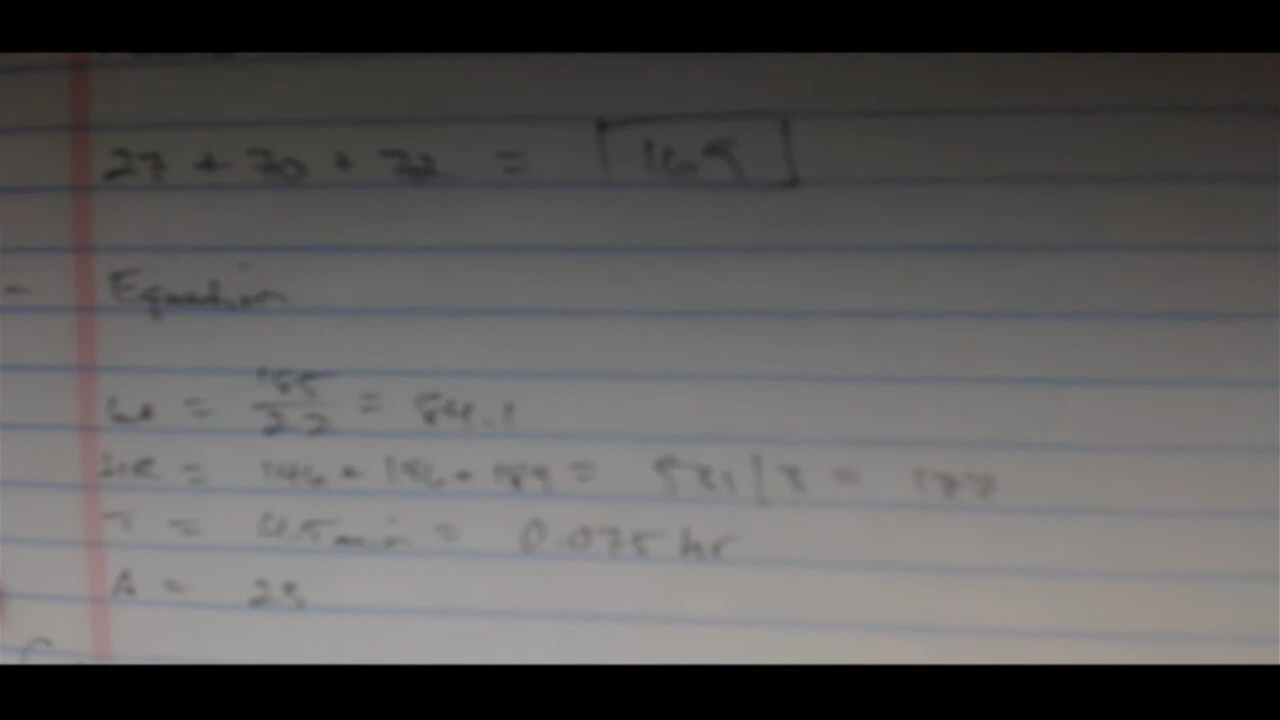 27 + 70 + 72 = 169
- Equation
= 185 / 2.2 = 84.1
HR = 146 + 196 + 189 = 531 / 3 = 177
T = 4.5 min = 0.075 hr
A =